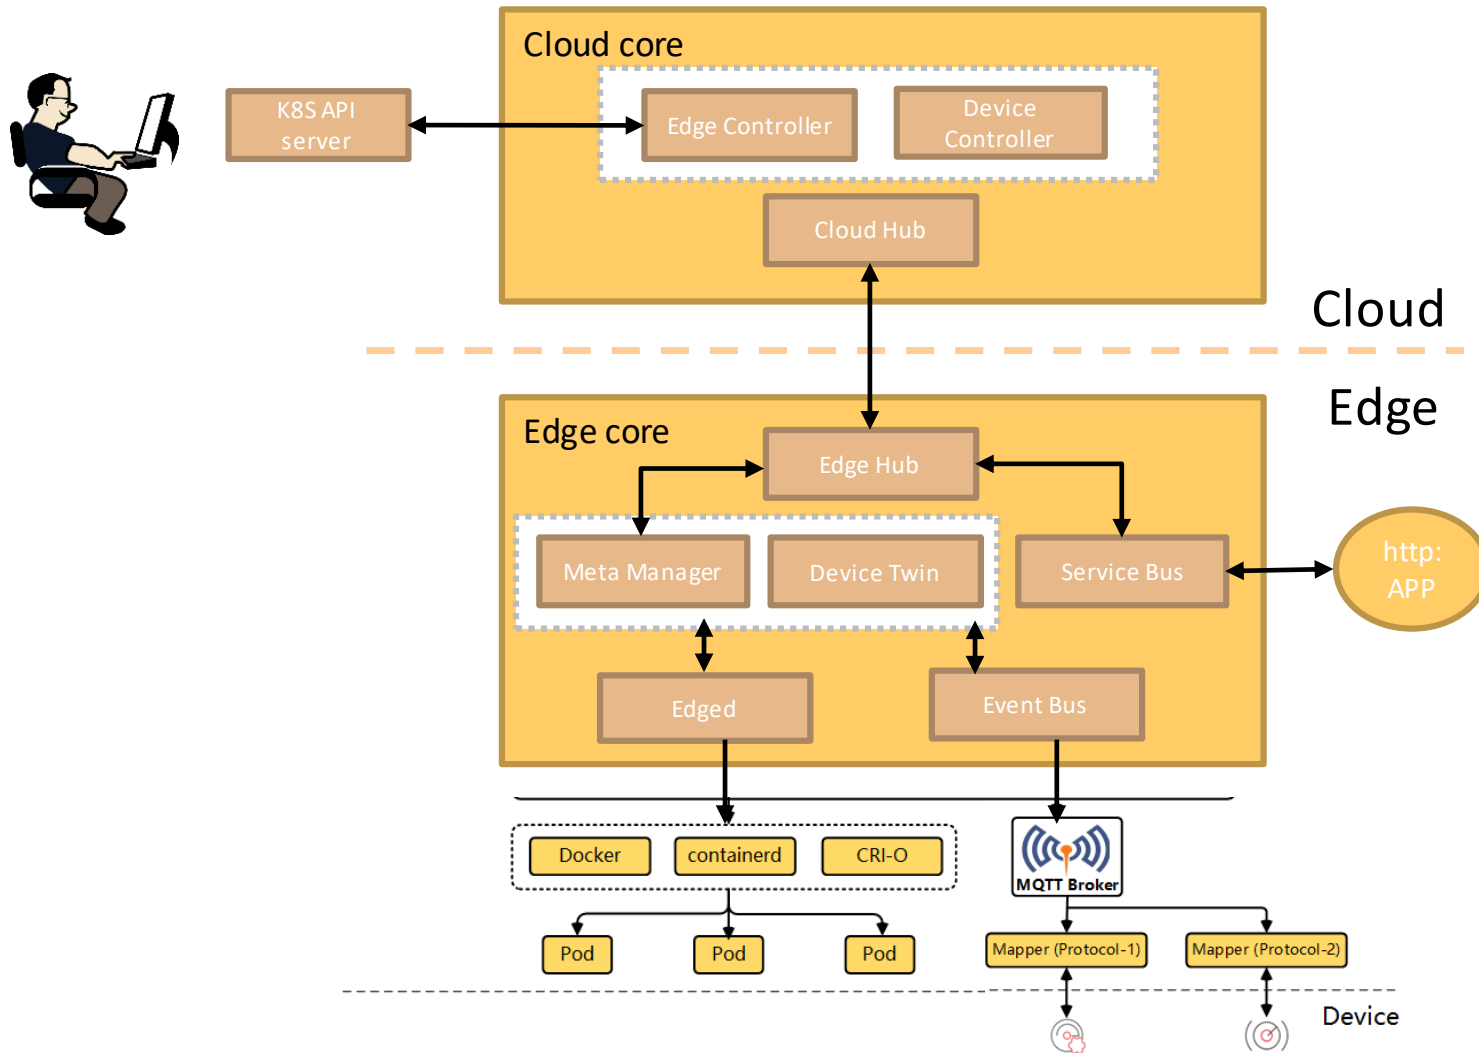 Cloud core
K8S API
server
Edge Controller
Device
Controller
Cloud Hub
Cloud
Edge
Edge core
Edge Hub
Meta Manager
Device Twin
Service Bus
http:
APP
Edged
Event Bus
Docker
containerd
CRI-O
MQTT Broker
Pod
Pod
Pod
Mapper (Protocol-1)
Mapper (Protocol-2)
Device